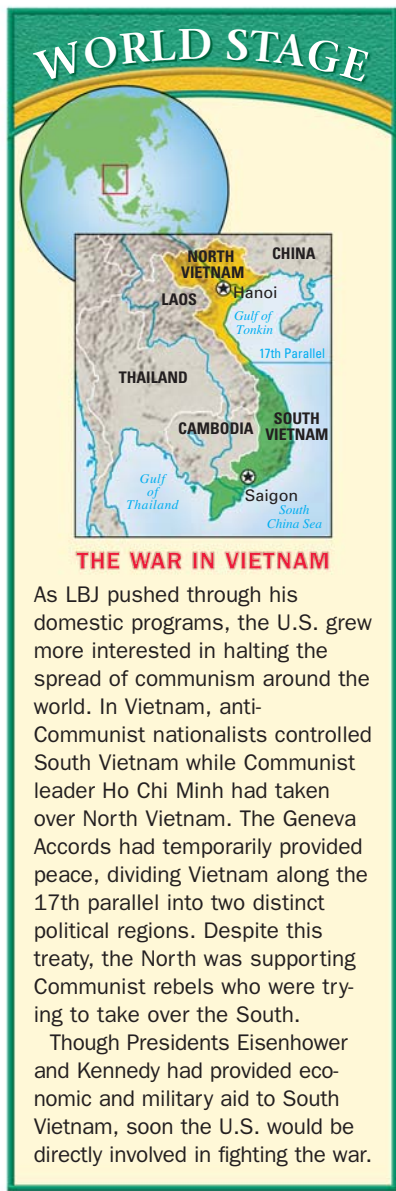 WORLD STAGE
NORTH
VIETNAM
CHINA
Hanoi
LAOS
Gulf of
Tonkin
17th Parallel
THAILAND
CAMBODIA
SOUTH
VIETNAM
Gulf
of
Thailand
Saigon
South
China Sea
THE WAR IN VIETNAM
As LBJ pushed through his
domestic programs, the U.S. grew
more interested in halting the
spread of communism around the
world. In Vietnam, anti-
Communist nationalists controlled
South Vietnam while Communist
leader Ho Chi Minh had taken
over North Vietnam. The Geneva
Accords had temporarily provided
peace, dividing Vietnam along the
17th parallel into two distinct
political regions. Despite this
treaty, the North was supporting
Communist rebels who were try-
ing to take over the South.
Though Presidents Eisenhower
and Kennedy had provided eco-
nomic and military aid to South
Vietnam, soon the U.S. would be
directly involved in fighting the war.